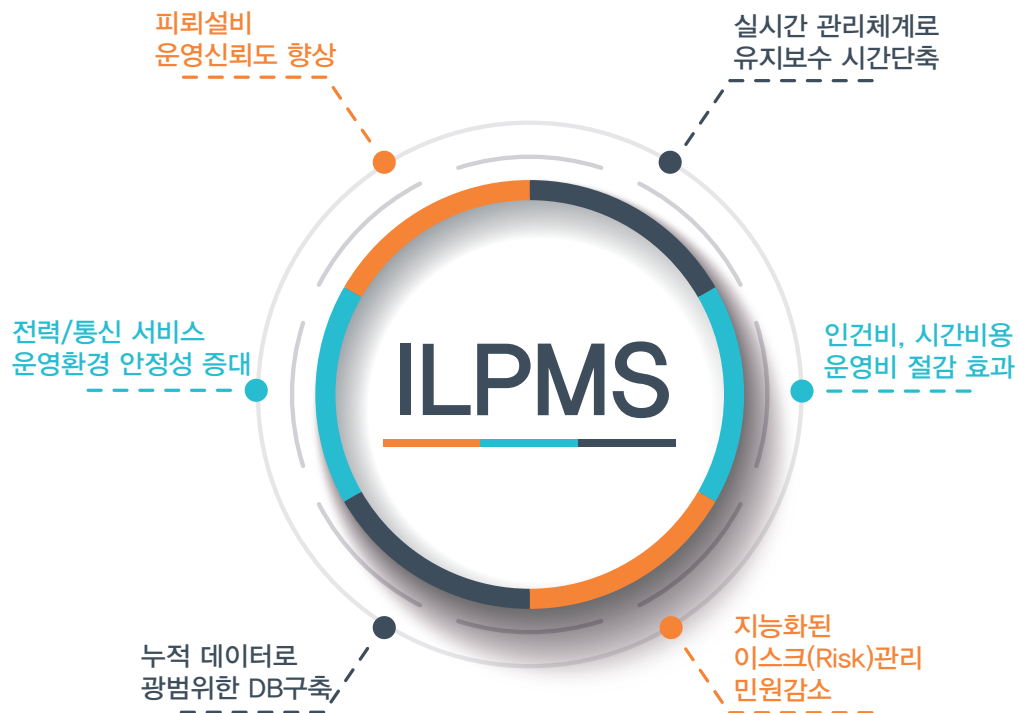 피뢰설비
운영신뢰도 향상
실시간 관리체계로
유지보수 시간단축
전력/통신 서비스
운영환경 안정성 증대
ILPMS
인건비, 시간비용
운영비 절감 효과
누적 데이터로
광범위한 DB구축
지능화된
이스크(Risk)관리
민원감소